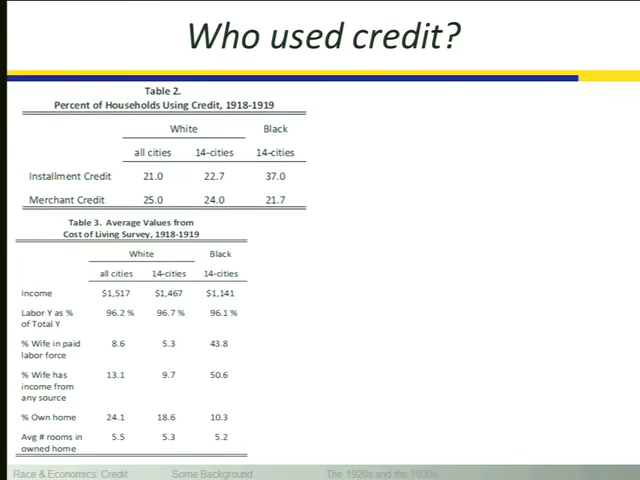 Who used credit?
Table 2.
Percent of Households Using Credit, 1918-1919
White Black
all cities 14-cities 14-cities
Installment Credit 21.0 22.7 37.0
Merchant Credit 25.0 24.0 21.7
Table 3. Average Values from
Cost of Living Survey, 1918-1919
White Black
all cities 14-cities 14-cities
Income $1,517 $1,467 $1,141
Labor Y as % 96.2 % 96.7 % 96.1 %
of Total Y
% Wife in paid 8.6 5.3 43.8
labor force
% Wife has 13.1 9.7 50.6
income from
any source
% Own home 24.1 18.6 10.3
Avg # rooms in 5.5 5.3 5.2
owned home
Race & Economics: Credit Some Background The 1920s and the 1930s